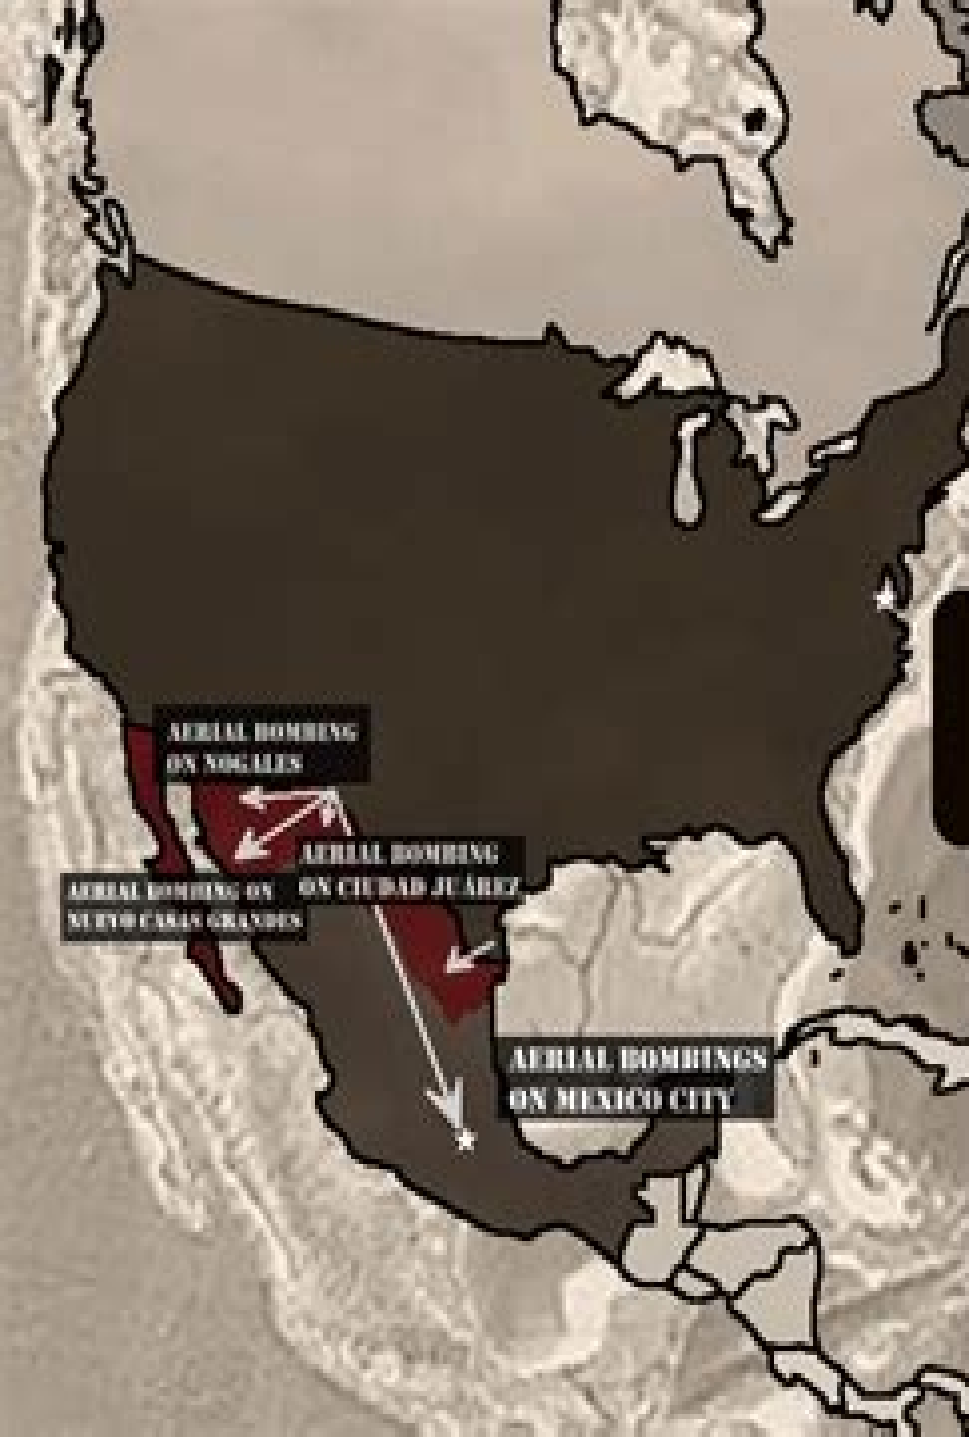 AERIAL BOMBING
ON NOGALES
AERIAL BOMBING
ON CIUDAD JUÁREZ
AERIAL BOMBING ON
NUEVO CASAS GRANDES
AERIAL BOMBINGS
ON MEXICO CITY